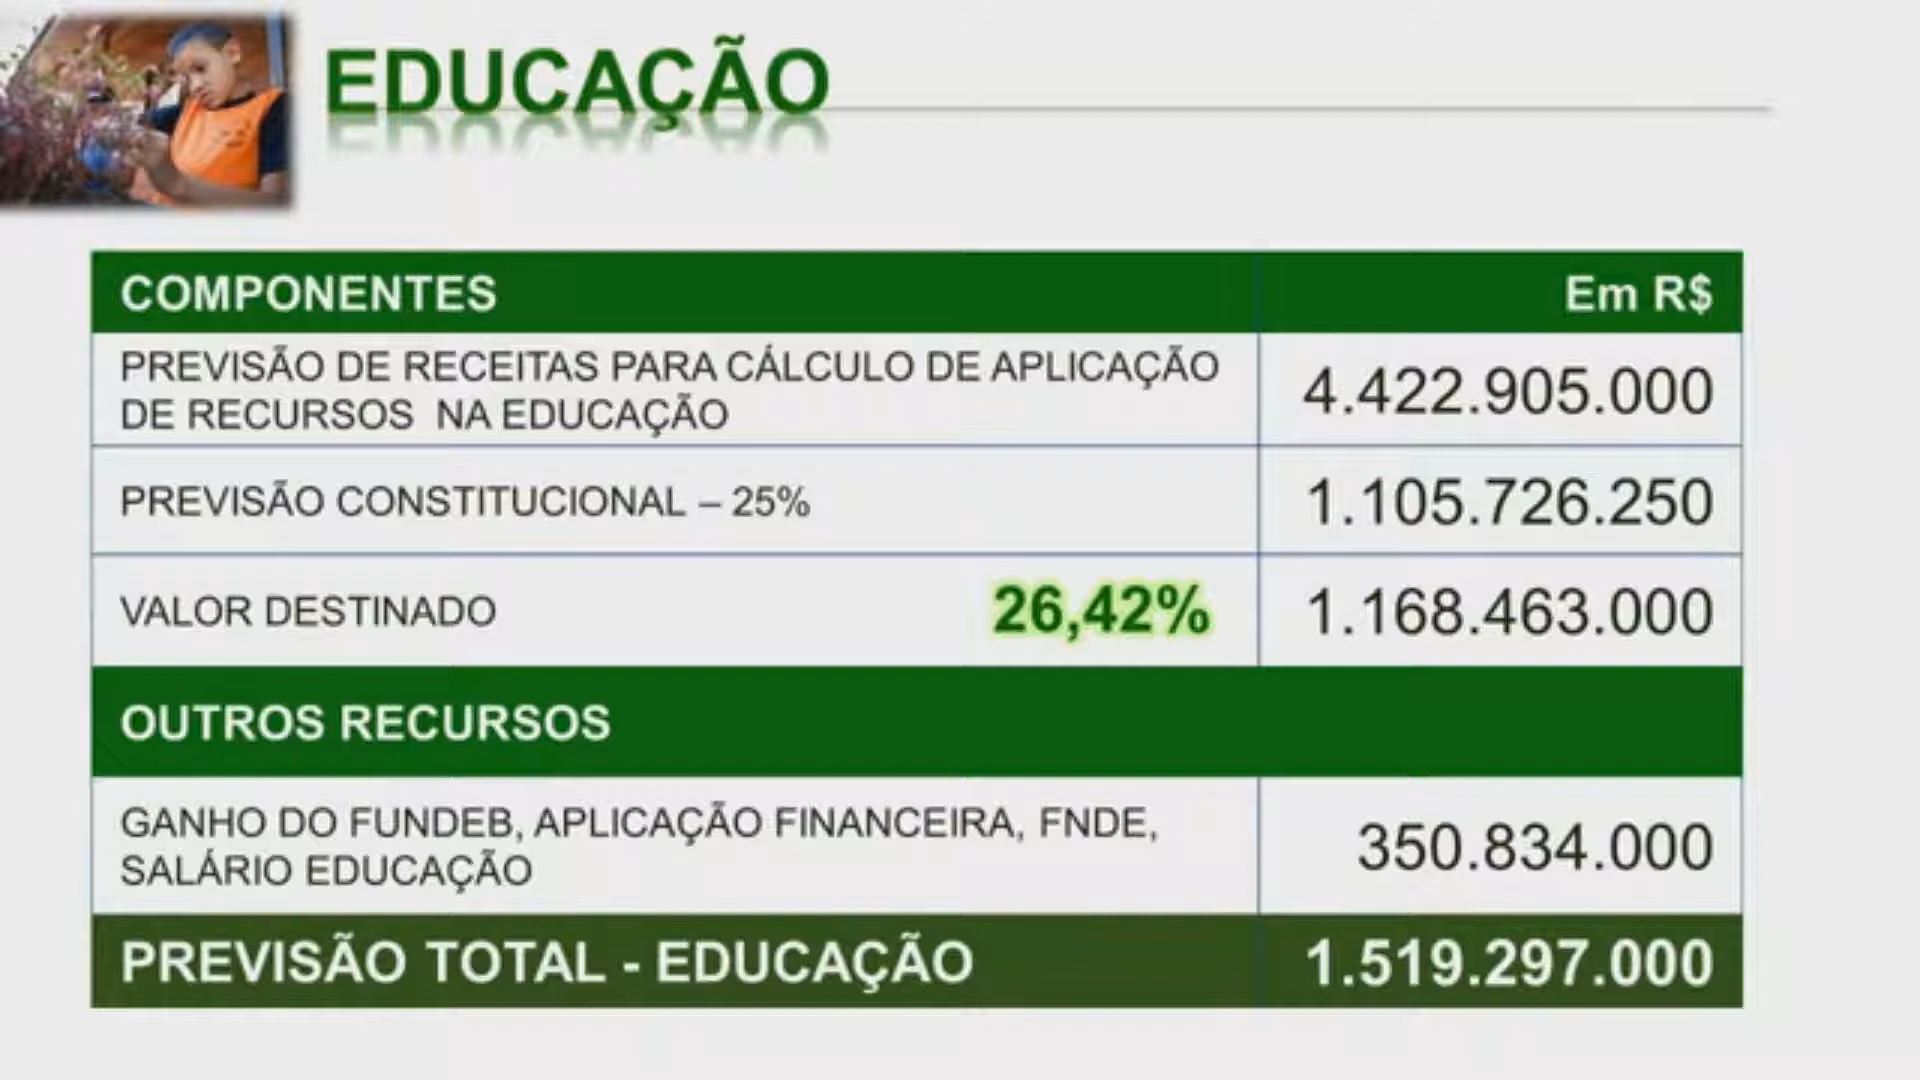 EDUCAÇÃO
COMPONENTES Em R$
PREVISÃO DE RECEITAS PARA CÁLCULO DE APLICAÇÃO
DE RECURSOS NA EDUCAÇÃO 4.422.905.000
PREVISÃO CONSTITUCIONAL – 25% 1.105.726.250
VALOR DESTINADO 26,42% 1.168.463.000
OUTROS RECURSOS
GANHO DO FUNDEB, APLICAÇÃO FINANCEIRA, FNDE,
SALÁRIO EDUCAÇÃO 350.834.000
PREVISÃO TOTAL - EDUCAÇÃO 1.519.297.000